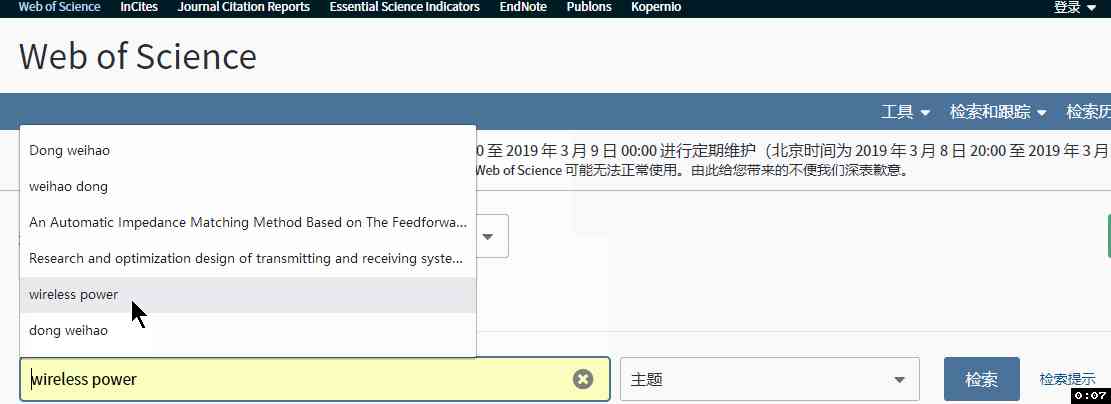 Web of Science InCites Journal Citation Reports Essential Science Indicators EndNote Publons Kopernio 登录
Web of Science
工具 检索和跟踪 检索历
0 至 2019 年 3 月 9 日 00:00 进行定期维护（北京时间为 2019 年 3 月 8 日 20:00 至 2019 年 3 月
Web of Science 可能无法正常使用。由此给您带来的不便我们深表歉意。
Dong weihao
weihao dong
An Automatic Impedance Matching Method Based on The Feedforwa...
Research and optimization design of transmitting and receiving syste...
wireless power
dong weihao
wireless power 主题 检索 检索提示
0:07